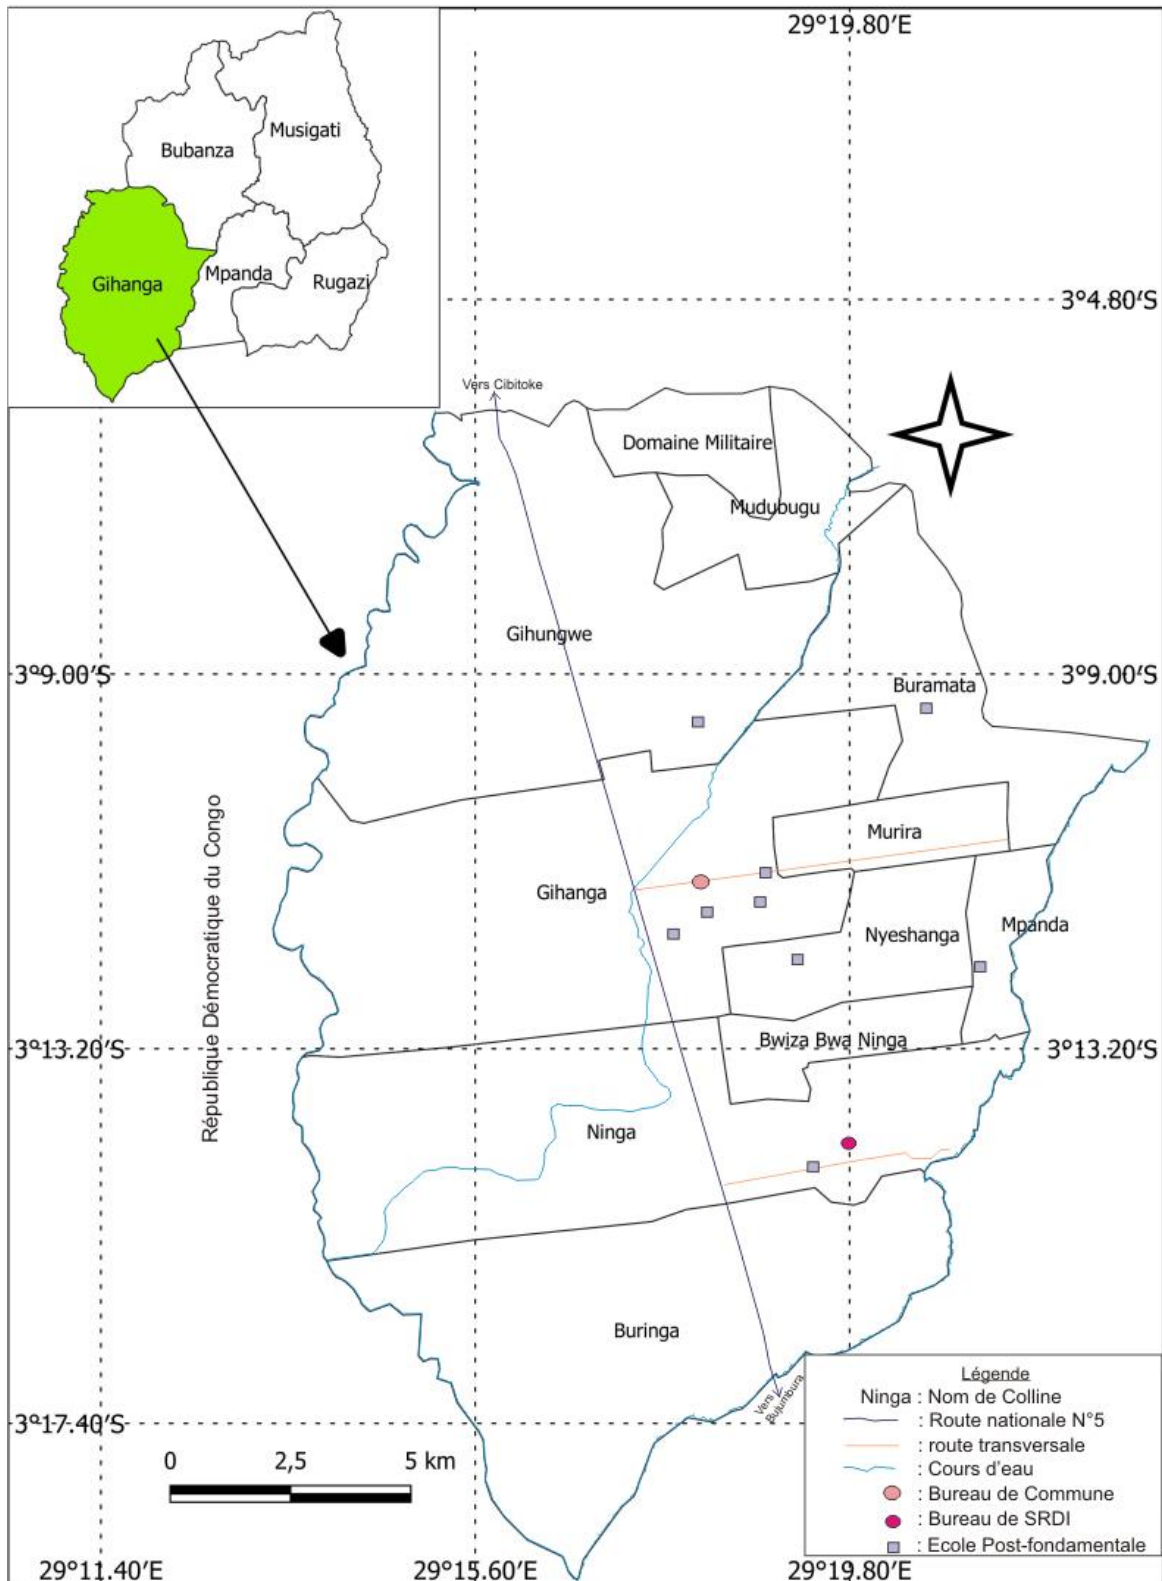 29°19.80′E
Musigati
Bubanza
Mpanda
Gihanga
Rugazi
3°4.80′S
Vers Cibitoke
Domaine Militaire
Mudubugu
Gihungwe
3°9.00′S
3°9.00′S
Buramata
République Démocratique du Congo
Murira
Gihanga
Nyeshanga
Mpanda
Bwiza Bwa Ninga
3°13.20′S
3°13.20′S
Ninga
Buringa
Vers
Bujumbura
3°17.40′S
Légende
Ninga : Nom de Colline
: Route nationale N°5
: route transversale
: Cours d'eau
: Bureau de Commune
: Bureau de SRDI
: Ecole Post-fondamentale
0 2,5 5 km
29°11.40′E
29°15.60′E
29°19.80′E